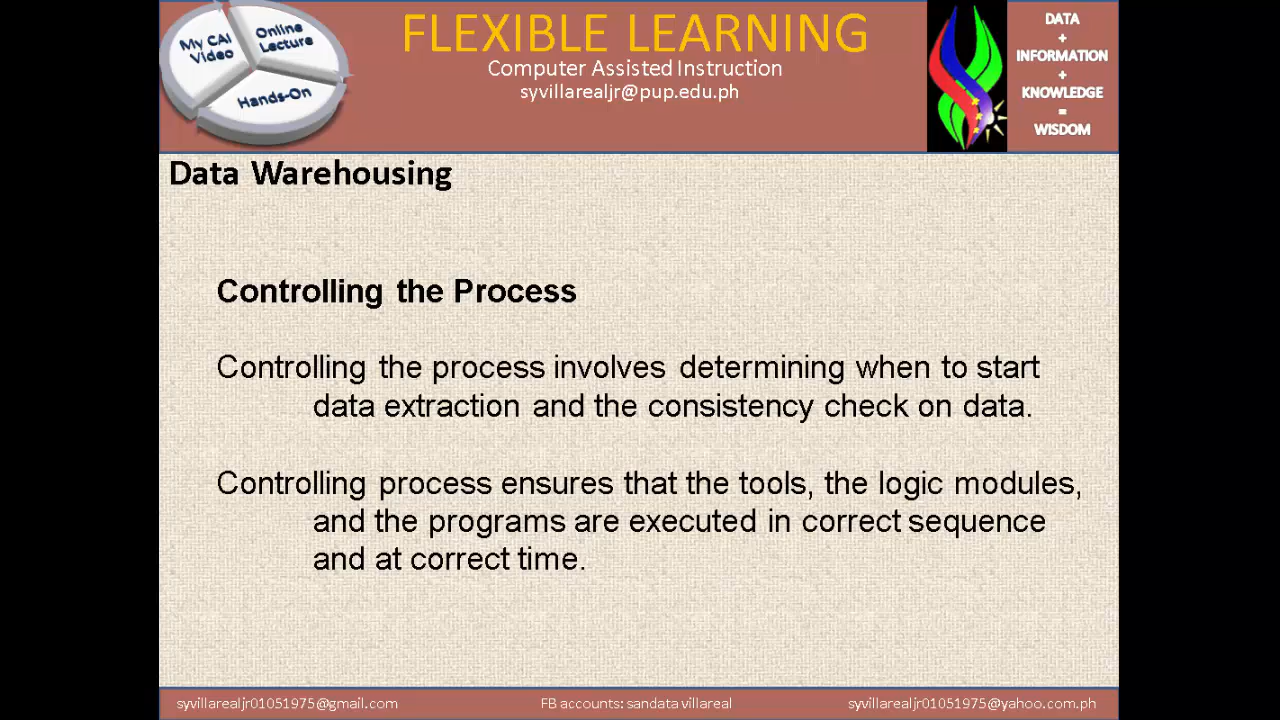 My CAI
Video
Online
Lecture
Hands-On
FLEXIBLE LEARNING
Computer Assisted Instruction
syvillarealjr@pup.edu.ph
DATA
+
INFORMATION
+
KNOWLEDGE
=
WISDOM
Data Warehousing
Controlling the Process
Controlling the process involves determining when to start
data extraction and the consistency check on data.
Controlling process ensures that the tools, the logic modules,
and the programs are executed in correct sequence
and at correct time.
syvillarealjr01051975@gmail.com
FB accounts: sandata villareal
syvillarealjr01051975@yahoo.com.ph